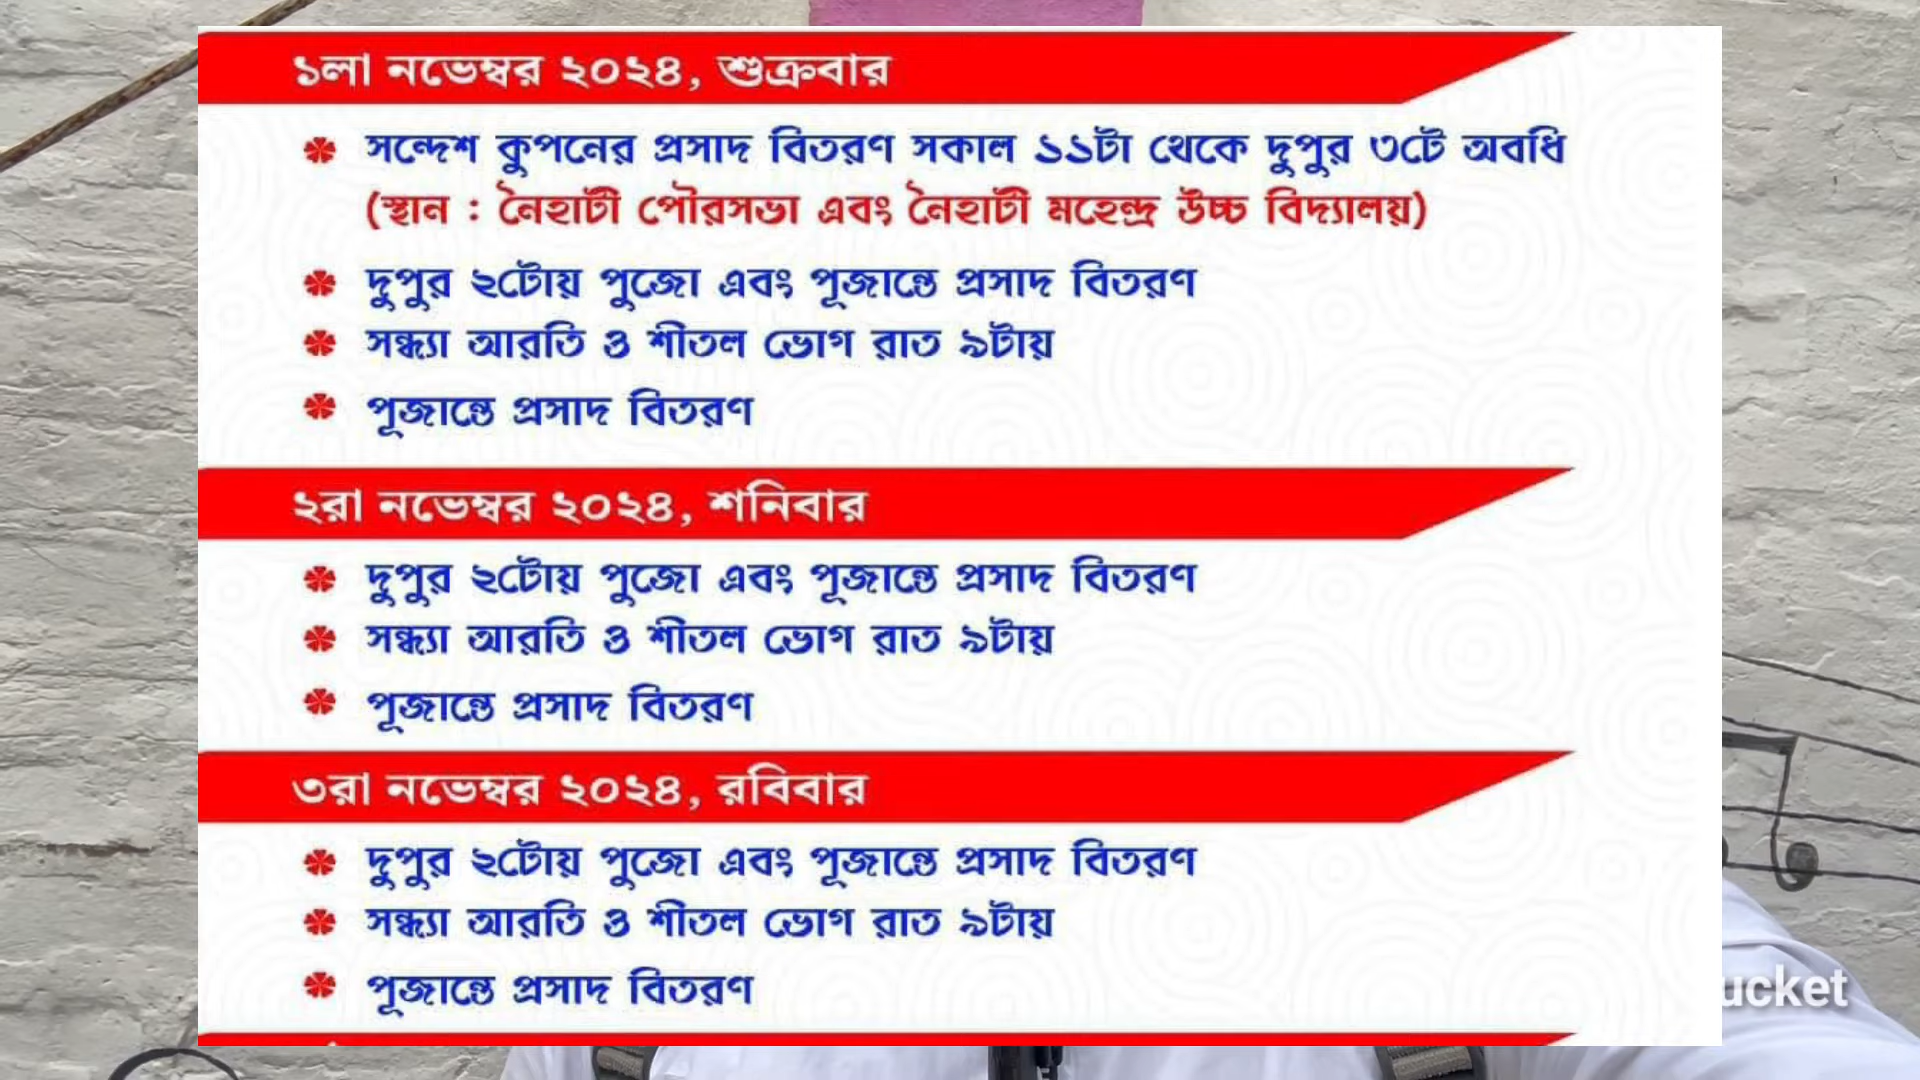 ১লা নভেম্বর ২০২৪, শুক্রবার
সন্দেশ কুপনের প্রসাদ বিতরণ সকাল ১১টা থেকে দুপুর ৩টে অবধি
(স্থান : নৈহাটী পৌরসভা এবং নৈহাটী মহেন্দ্র উচ্চ বিদ্যালয়)
দুপুর ২টোয় পুজো এবং পূজান্তে প্রসাদ বিতরণ
সন্ধ্যা আরতি ও শীতল ভোগ রাত ৯টায়
পূজান্তে প্রসাদ বিতরণ
২রা নভেম্বর ২০২৪, শনিবার
দুপুর ২টোয় পুজো এবং পূজান্তে প্রসাদ বিতরণ
সন্ধ্যা আরতি ও শীতল ভোগ রাত ৯টায়
পূজান্তে প্রসাদ বিতরণ
৩রা নভেম্বর ২০২৪, রবিবার
দুপুর ২টোয় পুজো এবং পূজান্তে প্রসাদ বিতরণ
সন্ধ্যা আরতি ও শীতল ভোগ রাত ৯টায়
পূজান্তে প্রসাদ বিতরণ
ucket